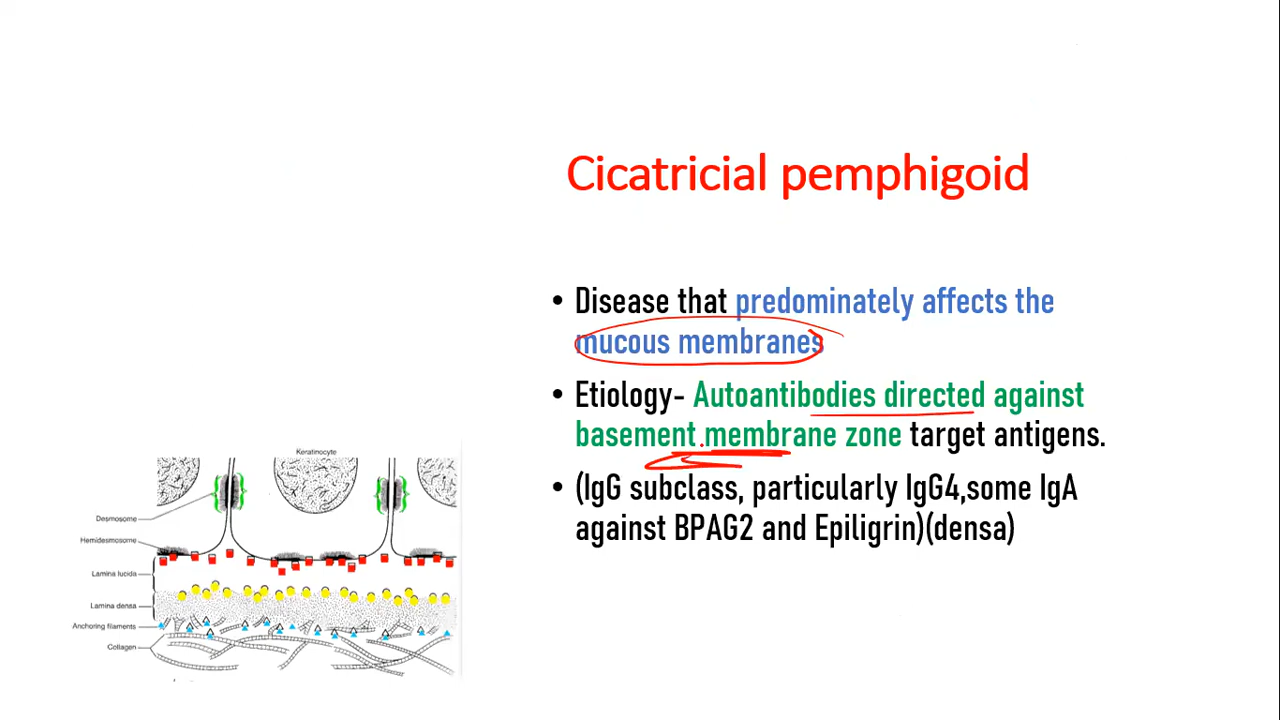 Cicatricial pemphigoid
• Disease that predominately affects the
mucous membranes
• Etiology- Autoantibodies directed against
basement membrane zone target antigens.
• (IgG subclass, particularly IgG4,some IgA
against BPAG2 and Epiligrin)(densa)
Keratinocyte
Desmosome
Hemidesmosome
Lamina lucida
Lamina densa
Anchoring filaments
Collagen